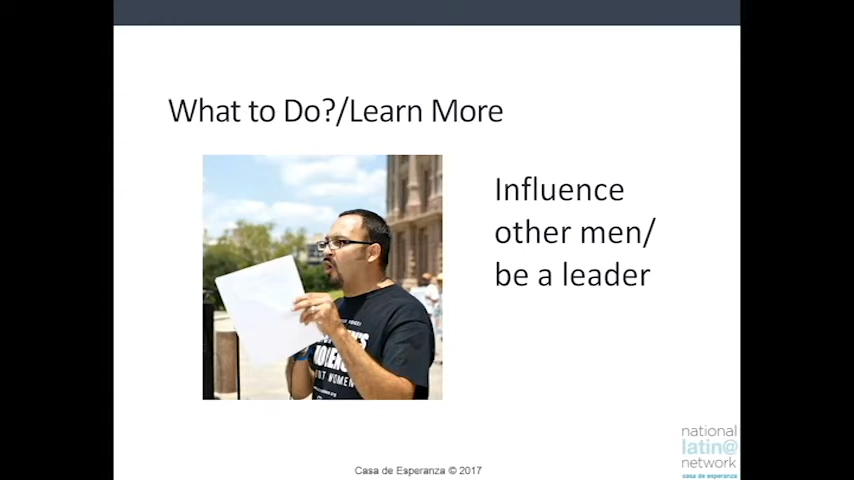 What to Do?/Learn More
Influence
other men/
be a leader
WOMEN
Casa de Esperanza © 2017
national
latin@
network
casa de esperanza